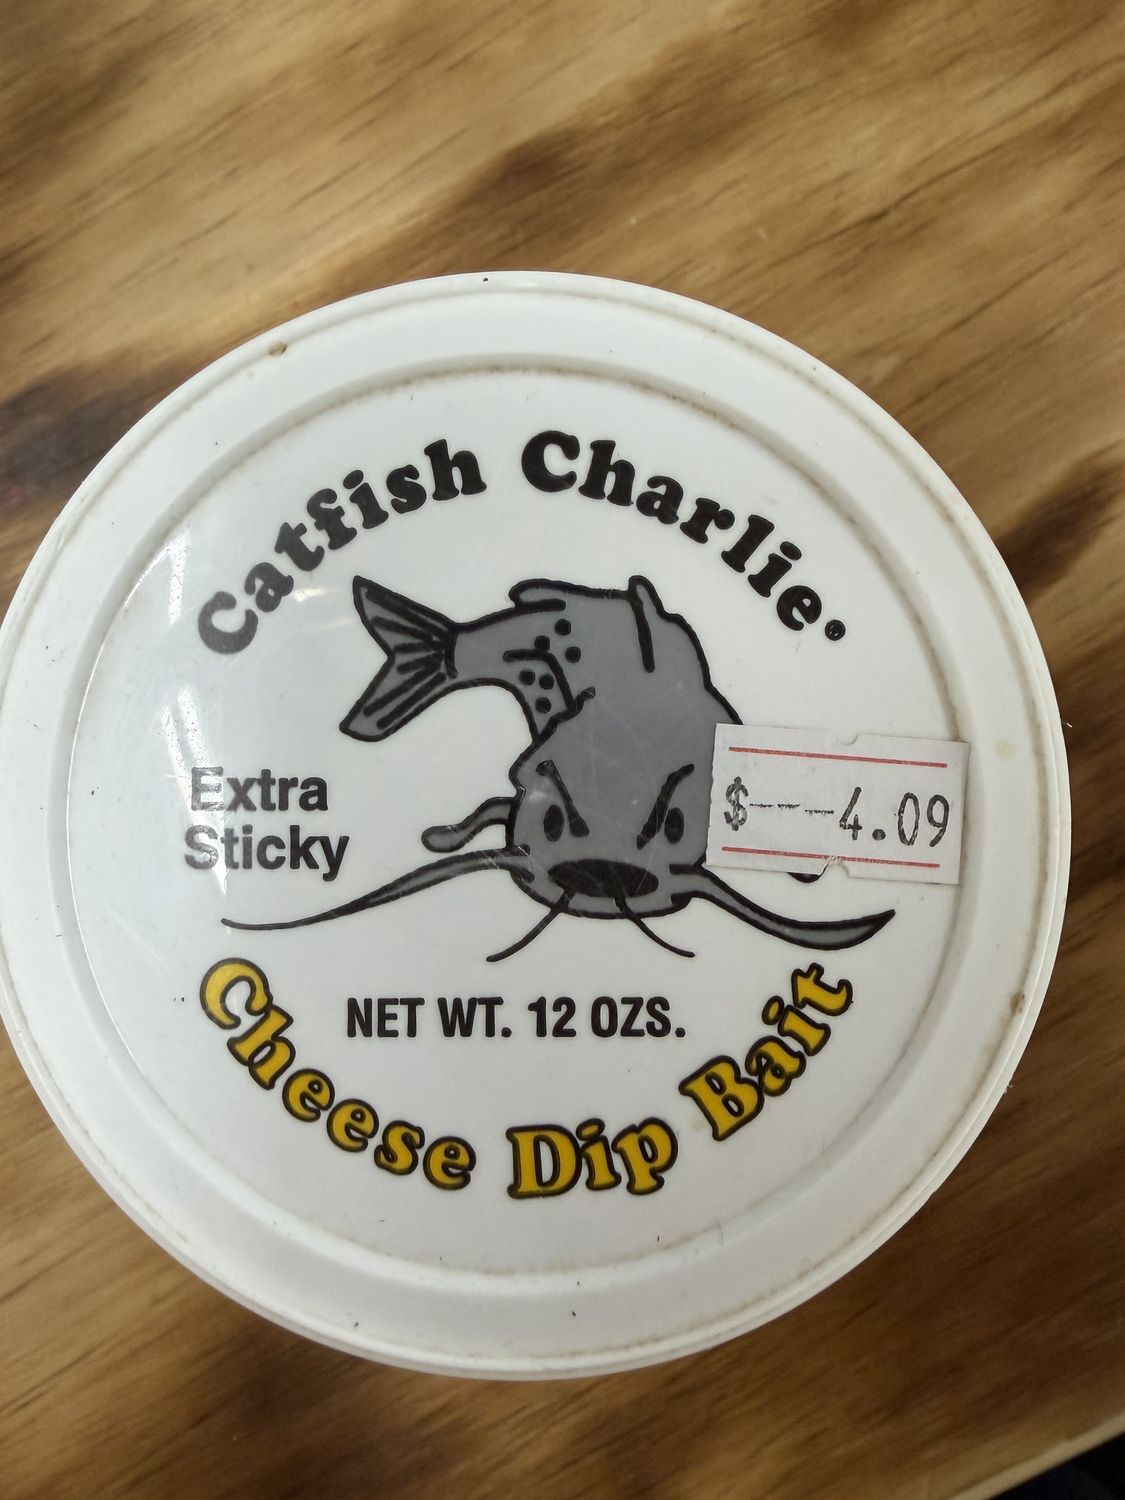 Catfish Charlie®
Extra
Sticky
$---4.09
NET WT. 12 OZS.
Cheese Dip Bait